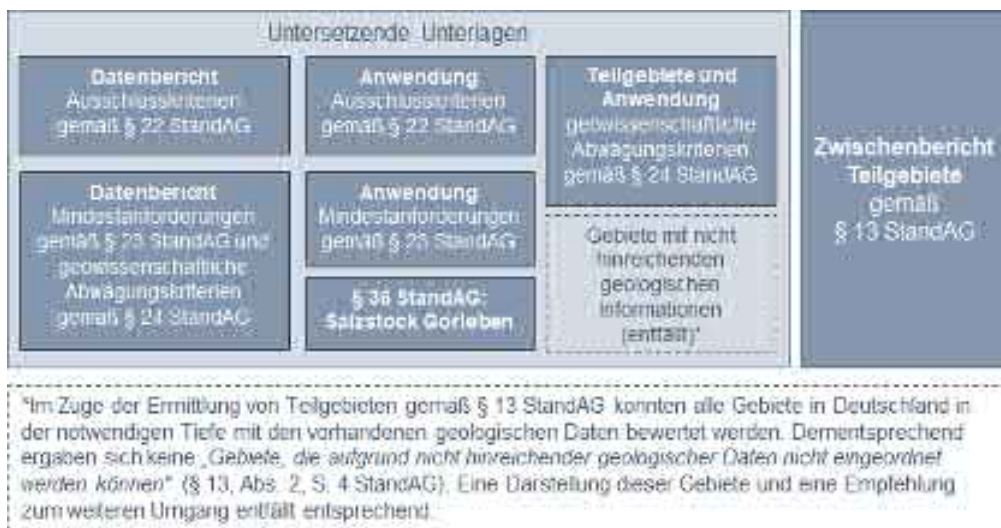 Untersetzende Unterlagen
Datenbericht
Ausschlusskriterien
gemäß § 22 StandAG
Anwendung
Ausschlusskriterien
gemäß § 22 StandAG
Teilgebiete und
Anwendung
geowissenschaftliche
Abwägungskriterien
gemäß § 24 StandAG
Datenbericht
Mindestanforderungen
gemäß § 23 StandAG und
geowissenschaftliche
Abwägungskriterien
gemäß § 24 StandAG
Anwendung
Mindestanforderungen
gemäß § 23 StandAG
§ 36 StandAG:
Salzstock Gorleben
Gebiete mit nicht
hinreichenden
geologischen
Informationen
(entfällt)*
Zwischenbericht
Teilgebiete
gemäß
§ 13 StandAG
*Im Zuge der Ermittlung von Teilgebieten gemäß § 13 StandAG konnten alle Gebiete in Deutschland in
der notwendigen Tiefe mit den vorhandenen geologischen Daten bewertet werden. Dementsprechend
ergaben sich keine „Gebiete, die aufgrund nicht hinreichender geologischer Daten nicht eingeordnet
werden können" (§ 13, Abs. 2, S. 4 StandAG). Eine Darstellung dieser Gebiete und eine Empfehlung
zum weiteren Umgang entfällt entsprechend.